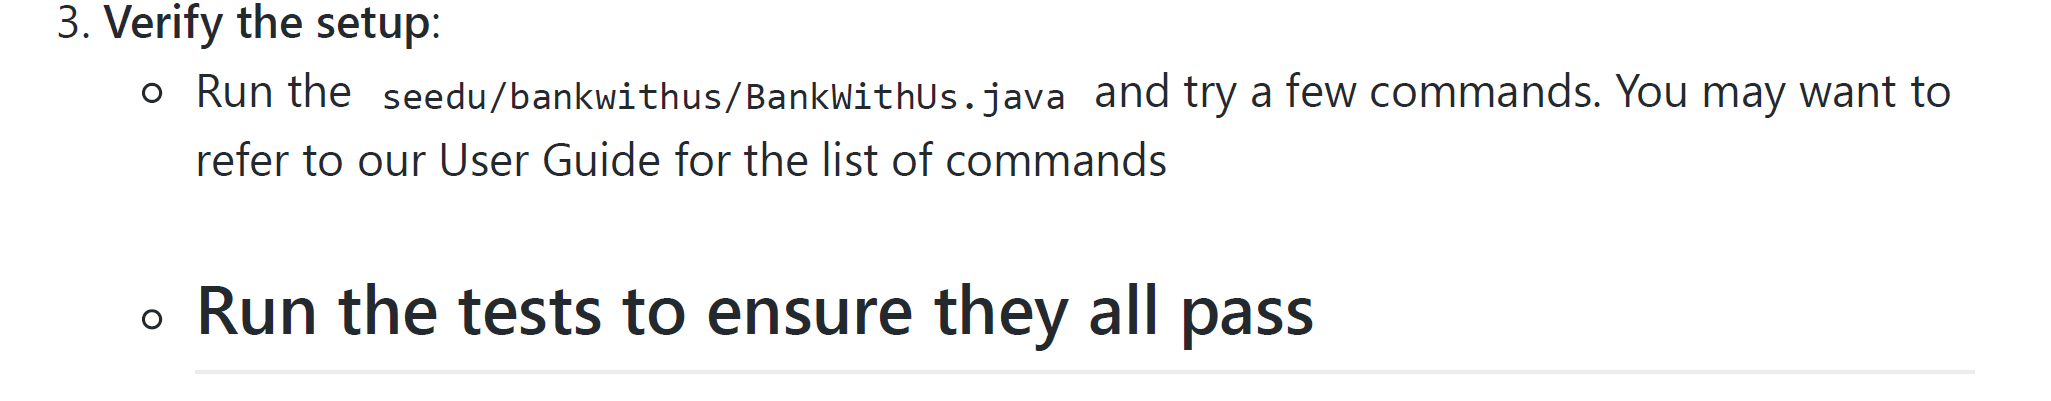 3. Verify the setup:
Run the seedu/bankwithus/BankWithUs.java and try a few commands. You may want to
refer to our User Guide for the list of commands
Run the tests to ensure they all pass